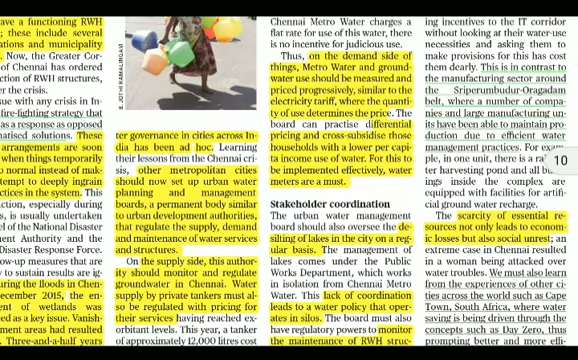 ave a functioning RWH
; these include several
ations and municipality
. Now, the Greater Cor-
of Chennai has ordered
ction of RWH structures,
er the crisis.
sue with any crisis in In-
fire-fighting strategy that
as a response as opposed
matised solutions. These
arrangements are soon
when things temporarily
o normal instead of mak-
tempt to deeply ingrain
ctices in the system. This
ction, especially during
s, is usually undertaken
el of the National Disaster
ment Authority and the
Disaster Response Force.
ow-up measures that are
y to sustain results are ig-
uring the floods in Chen-
ecember 2015, the en-
ent of wetlands was
ed as a key issue. Vanish-
ment areas had resulted
. Three-and-a-half years
B. JOTHI RAMALINGAM
ter governance in cities across In-
dia has been ad hoc. Learning
their lessons from the Chennai cri-
sis, other metropolitan cities
should now set up urban water
planning and management
boards, a permanent body similar
to urban development authorities,
that regulate the supply, demand
and maintenance of water services
and structures.
On the supply side, this author-
ity should monitor and regulate
groundwater in Chennai. Water
supply by private tankers must al-
so be regulated with pricing for
their services having reached ex-
orbitant levels. This year, a tanker
of approximately 12,000 litres cost
Chennai Metro Water charges a
flat rate for use of this water, there
is no incentive for judicious use.
Thus, on the demand side of
things, Metro Water and ground-
water use should be measured and
priced progressively, similar to the
electricity tariff, where the quanti-
ty of use determines the price. The
board can practise differential
pricing and cross-subsidise those
households with a lower per capi-
ta income use of water. For this to
be implemented effectively, water
meters are a must.
Stakeholder coordination
The urban water management
board should also oversee the de-
silting of lakes in the city on a reg-
ular basis. The management of
lakes comes under the Public
Works Department, which works
in isolation from Chennai Metro
Water. This lack of coordination
leads to a water policy that oper-
ates in silos. The board must also
have regulatory powers to monitor
the maintenance of RWH struc-
ing incentives to the IT corridor
without looking at their water-use
necessities and asking them to
make provisions for this has cost
them dearly. This is in contrast to
the manufacturing sector around
the Sriperumbudur-Oragadam
belt, where a number of compa-
nies and large manufacturing un-
its have been able to maintain pro-
duction due to efficient water
management practices. For exam-
ple, in one unit, there is a
ter harvesting pond and all
ings inside the complex are
equipped with facilities for artifi-
cial ground water recharge.
The scarcity of essential re-
sources not only leads to econom-
ic losses but also social unrest; an
extreme case in Chennai resulted
in a woman being attacked over
water troubles. We must also learn
from the experiences of other ci-
ties across the world such as Cape
Town, South Africa, where water
saving is being driven through the
concepts such as Day Zero, thus
prompting better and more effi-
10